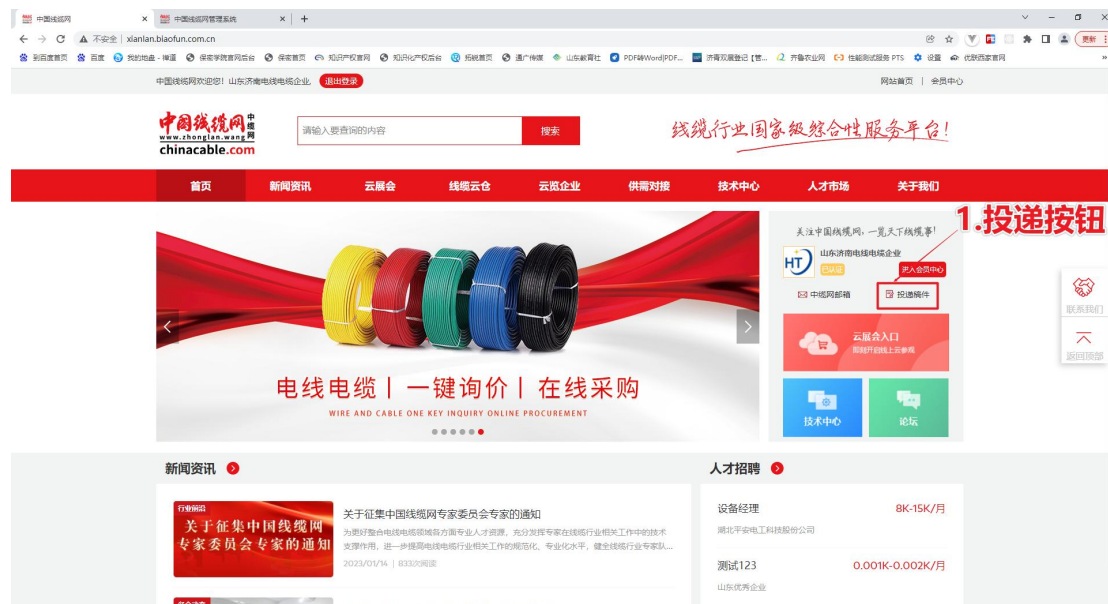 中国线缆网
中国线缆网管理系统
不安全 | xianlan.biaofun.com.cn
更新
到百度首页
百度
保密学院官网后台
保密首页
知识产权官网
知识化产权后台
拓锐首页
通广传媒
山东教育社
PDF转Word|PDF...
济青双展登记【管...
齐鲁农业网
性能测试服务 PTS
设置
优联西家官网
中国线缆网欢迎您！山东济南电线电缆企业
退出登录
网站首页 | 会员中心
中国线缆网
中缆网
www.zhonglan.wang
chinacable.com
请输入要查询的内容
搜索
线缆行业国家级综合性服务平台!
首页
新闻资讯
云展会
线缆云仓
云览企业
供需对接
技术中心
人才市场
关于我们
1.投递按钮
关注中国线缆网,一览天下线缆事!
HT
山东济南电线电缆企业
已认证
进入会员中心
中缆网邮箱
投递稿件
联系我们
返回顶部
云展会入口
即刻开启线上云参观
技术中心
论坛
电线电缆丨一键询价丨在线采购
WIRE AND CABLE ONE KEY INQUIRY ONLINE PROCUREMENT
新闻资讯
人才招聘
行业前沿
关于征集中国线缆网
专家委员会专家的通知
关于征集中国线缆网专家委员会专家的通知
为更好整合电线电缆领域各方面专业人才资源，充分发挥专家在线缆行业相关工作中的技术
支撑作用，进一步提高电线电缆行业相关工作的规范化、专业化水平，健全线缆行业专家队...
2023/01/14 | 833次阅读
设备经理
8K-15K/月
湖北平安电工科技股份公司
测试123
0.001K-0.002K/月
山东优秀企业